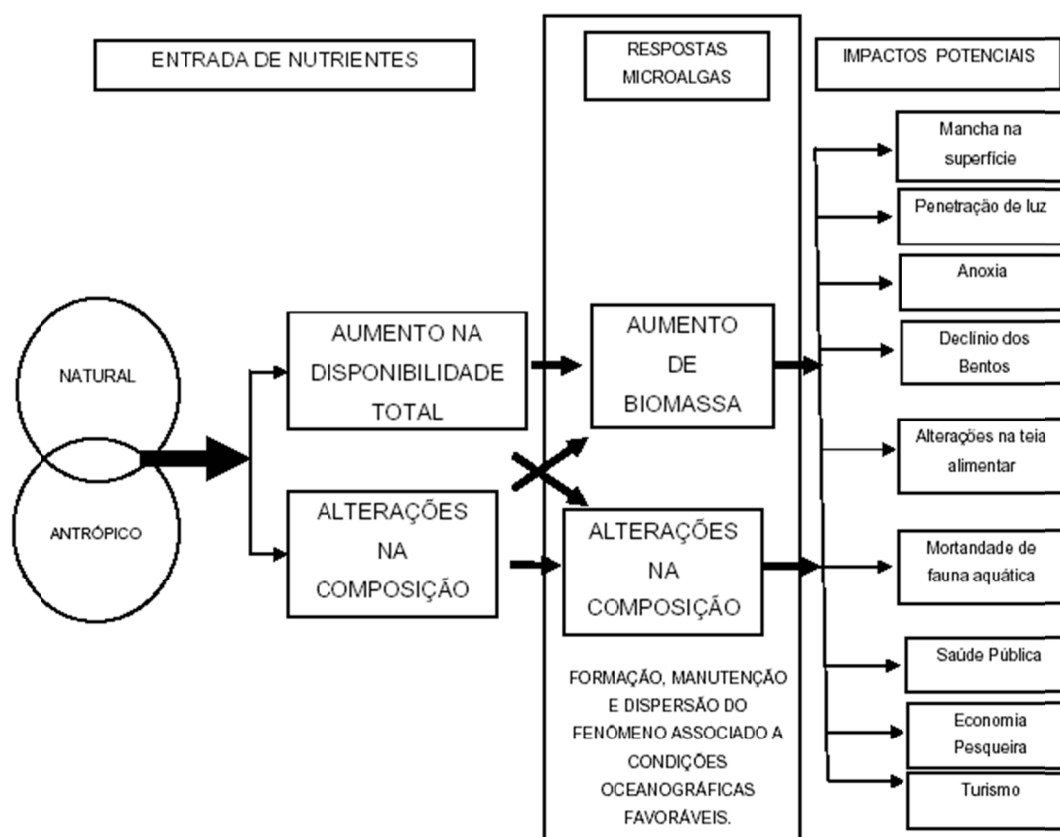 ENTRADA DE NUTRIENTES
RESPOSTAS
MICROALGAS
IMPACTOS POTENCIAIS
NATURAL
ANTRÓPICO
AUMENTO NA
DISPONIBILIDADE
TOTAL
ALTERAÇÕES
NA
COMPOSIÇÃO
AUMENTO
DE
BIOMASSA
ALTERAÇÕES
NA
COMPOSIÇÃO
FORMAÇÃO, MANUTENÇÃO
E DISPERSÃO DO
FENÔMENO ASSOCIADO A
CONDIÇÕES
OCEANOGRÁFICAS
FAVORÁVEIS.
Mancha na
superfície
Penetração de luz
Anoxia
Declínio dos
Bentos
Alterações na teia
alimentar
Mortandade de
fauna aquática
Saúde Pública
Economia
Pesqueira
Turismo